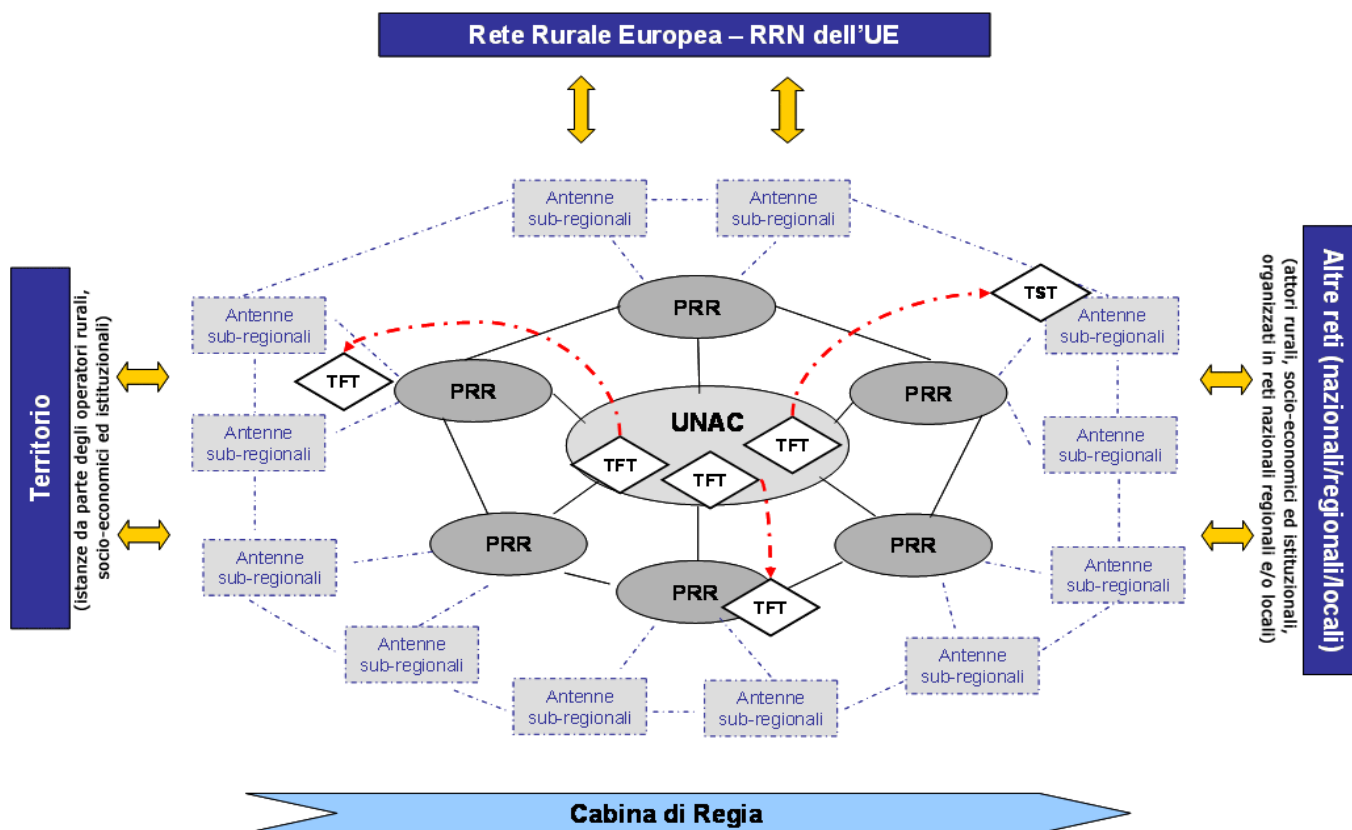 Rete Rurale Europea – RRN dell'UE
Antenne
sub-regionali
Antenne
sub-regionali
Territorio
(istanze da parte degli operatori rurali,
socio-economici ed istituzionali)
Altre reti (nazionali/regionali/locali)
(attori rurali, socio-economici ed istituzionali,
organizzati in reti nazionali regionali e/o locali)
TST
PRR
Antenne
sub-regionali
Antenne
sub-regionali
TFT
PRR
PRR
UNAC
Antenne
sub-regionali
Antenne
sub-regionali
TFT
TFT
TFT
PRR
PRR
Antenne
sub-regionali
Antenne
sub-regionali
PRR
TFT
Antenne
sub-regionali
Antenne
sub-regionali
Antenne
sub-regionali
Antenne
sub-regionali
Cabina di Regia